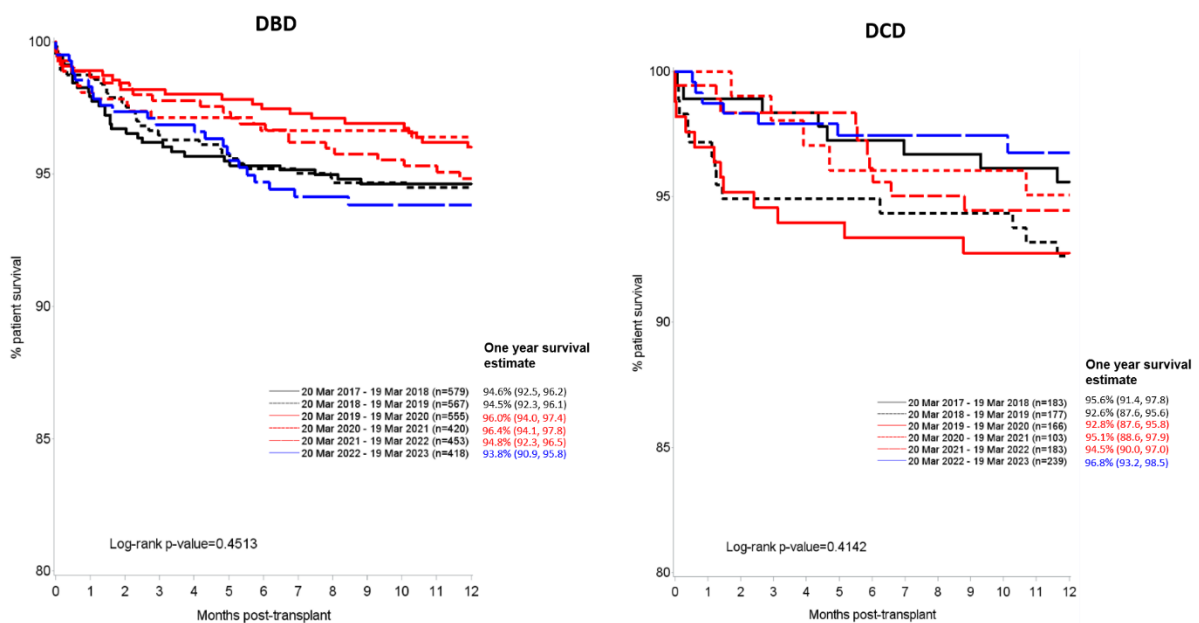 DBD
100
95
90
85
80
% patient survival
One year survival
estimate
20 Mar 2017 - 19 Mar 2018 (n=579) 94.6% (92.5, 96.2)
20 Mar 2018 - 19 Mar 2019 (n=567) 94.5% (92.3, 96.1)
20 Mar 2019 - 19 Mar 2020 (n=555) 96.0% (94.0, 97.4)
20 Mar 2020 - 19 Mar 2021 (n=420) 96.4% (94.1, 97.8)
20 Mar 2021 - 19 Mar 2022 (n=453) 94.8% (92.3, 96.5)
20 Mar 2022 - 19 Mar 2023 (n=418) 93.8% (90.9, 95.8)
Log-rank p-value=0.4513
0 1 2 3 4 5 6 7 8 9 10 11 12
Months post-transplant
DCD
100
95
90
85
80
% patient survival
One year survival
estimate
20 Mar 2017 - 19 Mar 2018 (n=183) 95.6% (91.4, 97.8)
20 Mar 2018 - 19 Mar 2019 (n=177) 92.6% (87.6, 95.6)
20 Mar 2019 - 19 Mar 2020 (n=166) 92.8% (87.6, 95.8)
20 Mar 2020 - 19 Mar 2021 (n=103) 95.1% (88.6, 97.9)
20 Mar 2021 - 19 Mar 2022 (n=183) 94.5% (90.0, 97.0)
20 Mar 2022 - 19 Mar 2023 (n=239) 96.8% (93.2, 98.5)
Log-rank p-value=0.4142
0 1 2 3 4 5 6 7 8 9 10 11 12
Months post-transplant